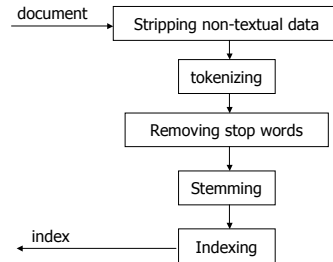 document
Stripping non-textual data
tokenizing
Removing stop words
Stemming
index
Indexing